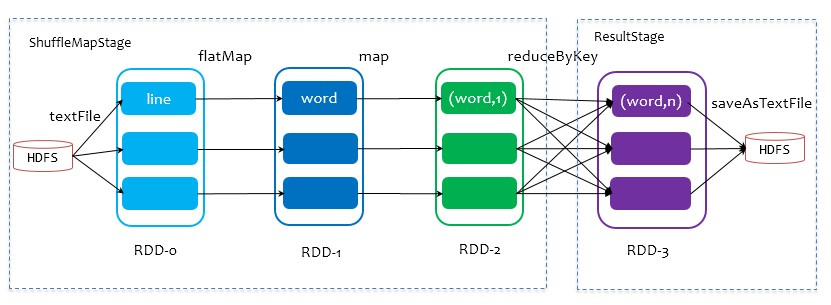 ShuffleMapStage
ResultStage
flatMap
map
reduceByKey
textFile
line
word
(word,1)
(word,n)
saveAsTextFile
HDFS
HDFS
RDD-0
RDD-1
RDD-2
RDD-3